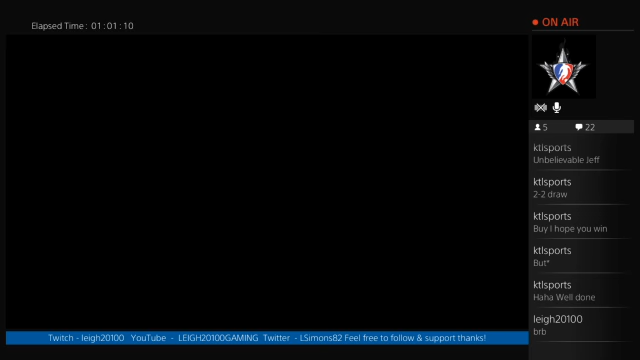 Elapsed Time : 01:01:10
ON AIR
5 22
ktlsports
Unbelievable Jeff
ktlsports
2-2 draw
ktlsports
Buy I hope you win
ktlsports
But*
ktlsports
Haha Well done
leigh20100
brb
Twitch - leigh20100 YouTube - LEIGH20100GAMING Twitter - LSimons82 Feel free to follow & support thanks!